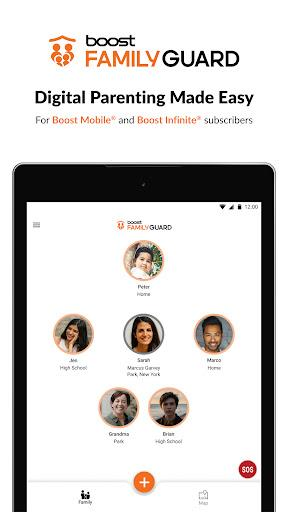 boost
FAMILYGUARD
Digital Parenting Made Easy
For Boost Mobile® and Boost Infinite® subscribers
12:00
boost
FAMILYGUARD
Peter
Home
Jen
High School
Sarah
Marcus Garvey
Park, New York
Marco
Home
Grandma
Park
Brian
High School
SOS
Family
+
Map